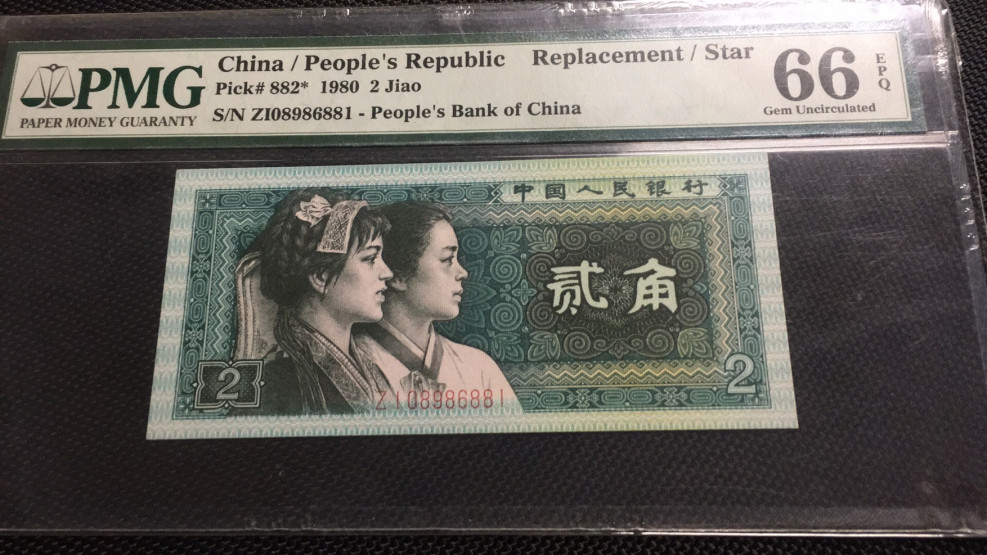 China / People's Republic Replacement / Star
Pick# 882* 1980 2 Jiao
S/N ZI08986881 - People's Bank of China
PMG
PAPER MONEY GUARANTY
66
EPQ
Gem Uncirculated
中国人民银行
贰角
2
2
ZI08986881